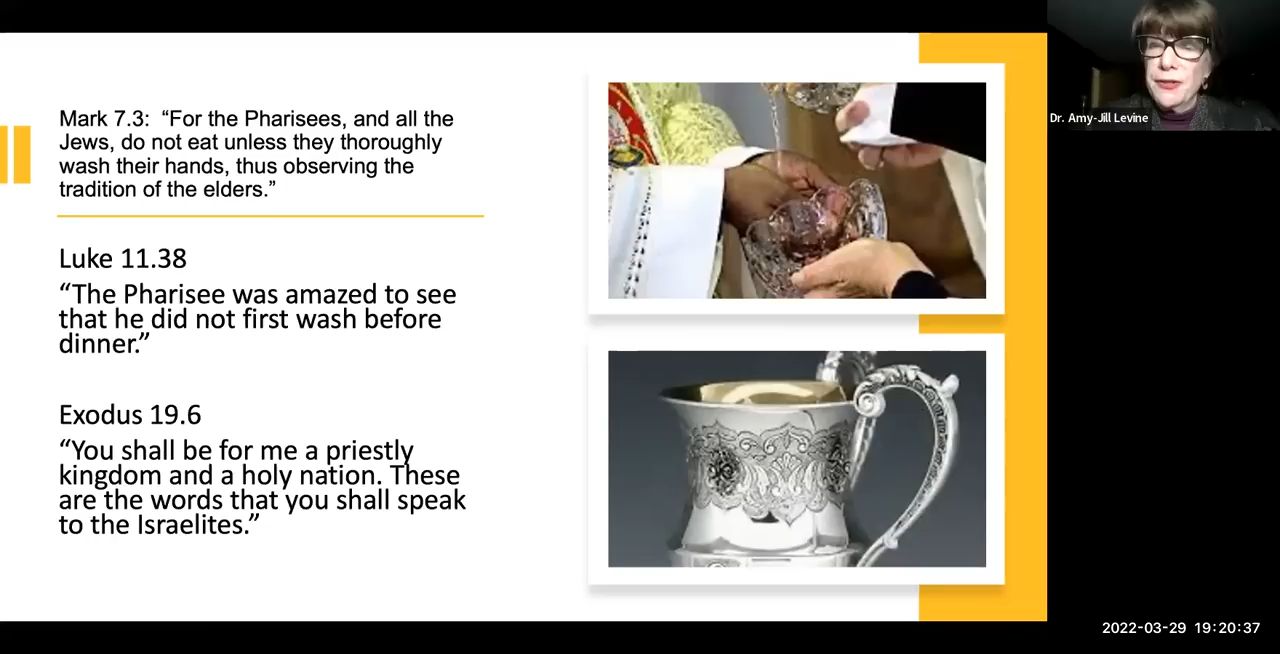 Mark 7.3:  “For the Pharisees, and all the
Jews, do not eat unless they thoroughly
wash their hands, thus observing the
tradition of the elders.”
Luke 11.38
“The Pharisee was amazed to see
that he did not first wash before
dinner.”
Exodus 19.6
“You shall be for me a priestly
kingdom and a holy nation. These
are the words that you shall speak
to the Israelites.”
Dr. Amy-Jill Levine
2022-03-29 19:20:37